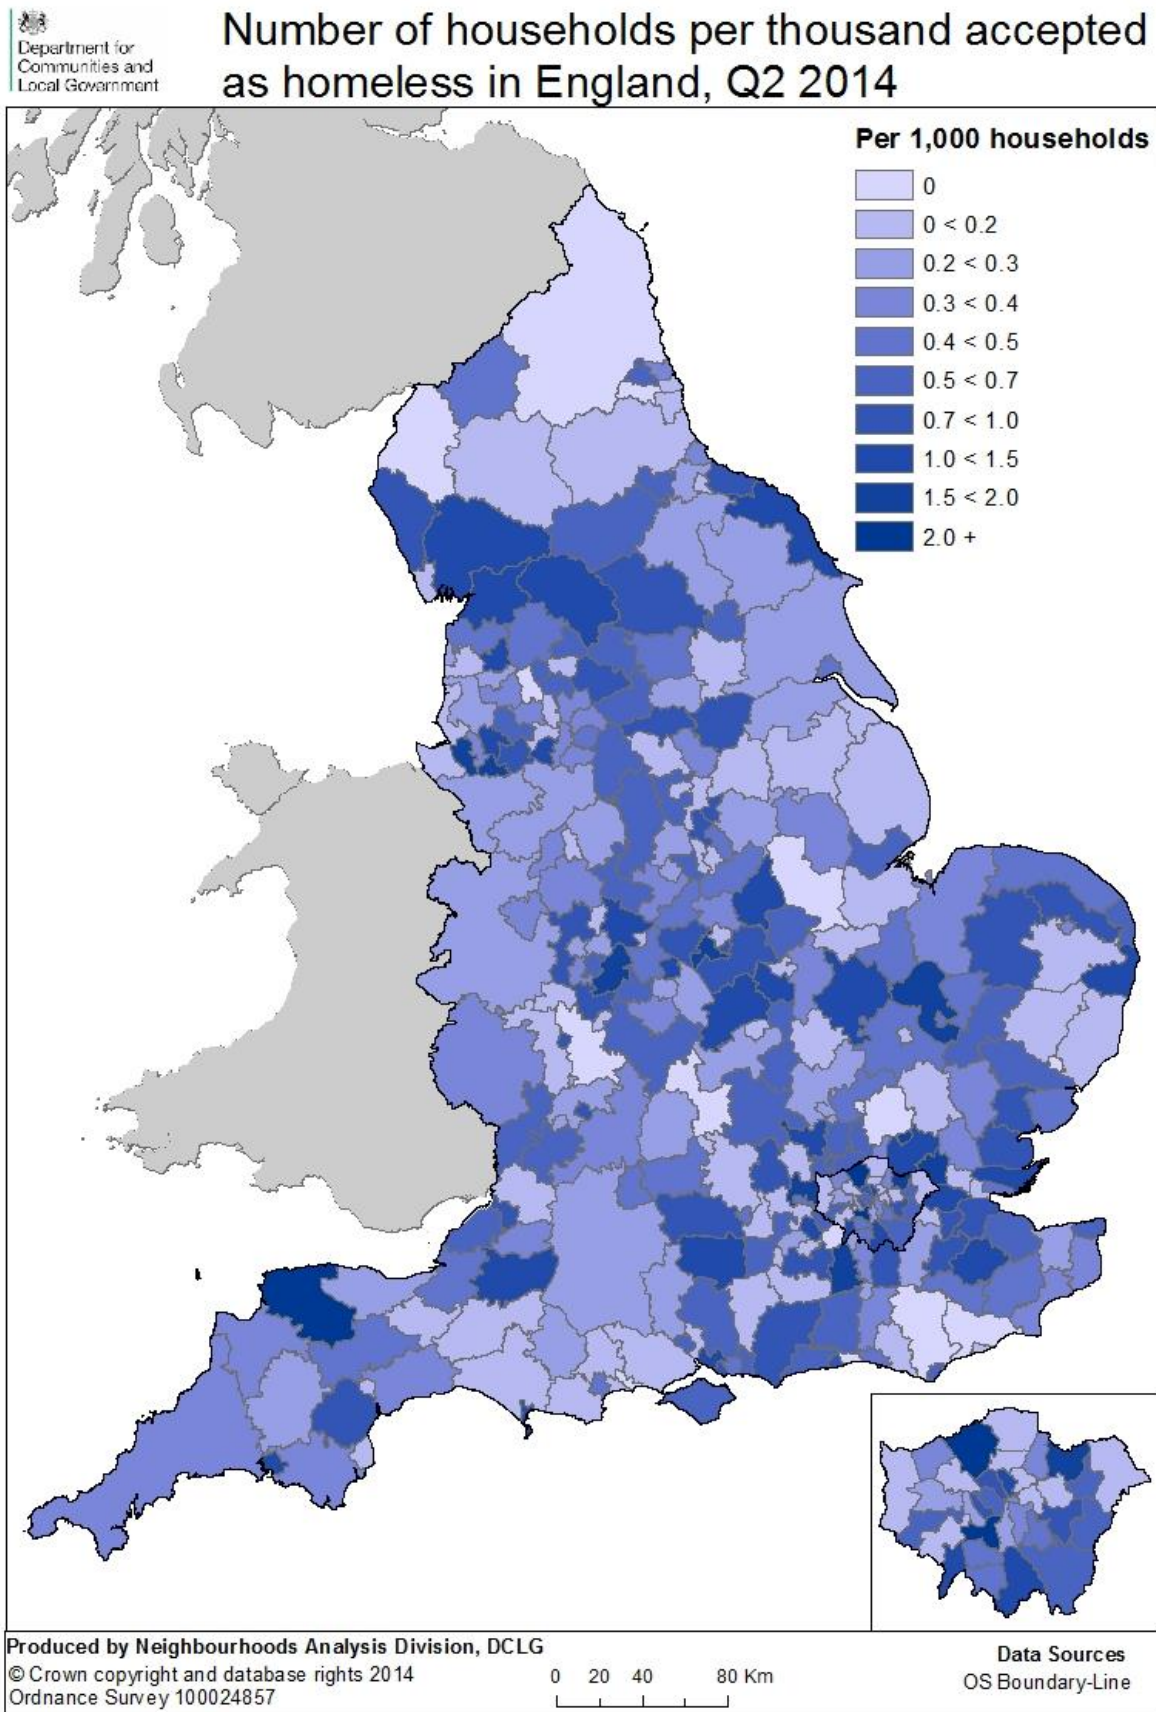 Department for
Communities and
Local Government
Number of households per thousand accepted
as homeless in England, Q2 2014
Per 1,000 households
0
0 < 0.2
0.2 < 0.3
0.3 < 0.4
0.4 < 0.5
0.5 < 0.7
0.7 < 1.0
1.0 < 1.5
1.5 < 2.0
2.0 +
Produced by Neighbourhoods Analysis Division, DCLG
© Crown copyright and database rights 2014
Ordnance Survey 100024857
0 20 40 80 Km
Data Sources
OS Boundary-Line